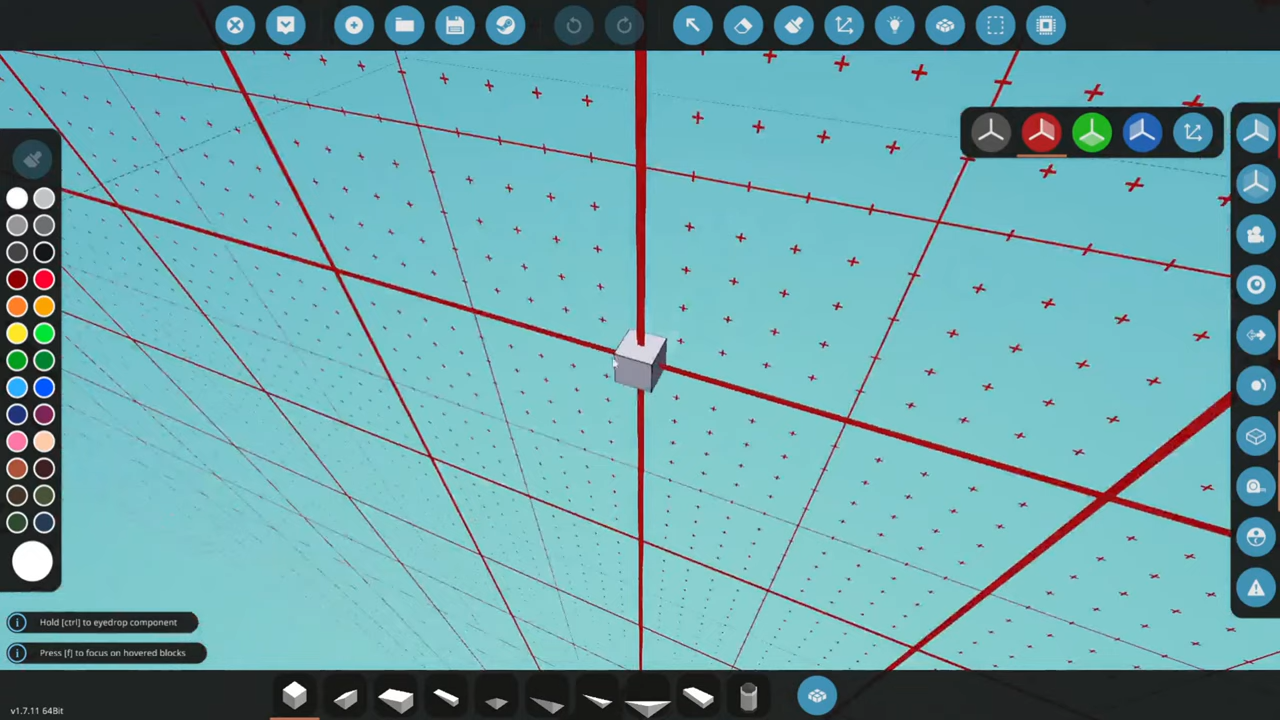 Hold [ctrl] to eyedrop component
Press [f] to focus on hovered blocks
v1.7.11 64Bit